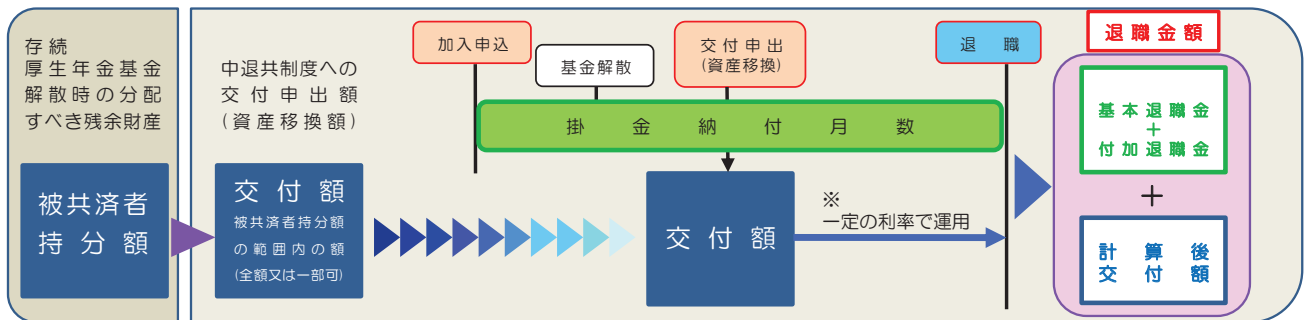 存続
厚生年金基金
解散時の分配
すべき残余財産
被共済者
持分額
中退共制度への
交付申出額
(資産移換額)
交付額
被共済者持分額
の範囲内の額
(全額又は一部可)
加入申込
基金解散
交付申出
(資産移換)
退職
掛金納付月数
交付額
※
一定の利率で運用
退職金額
基本退職金
+
付加退職金
+
計算後
交付額